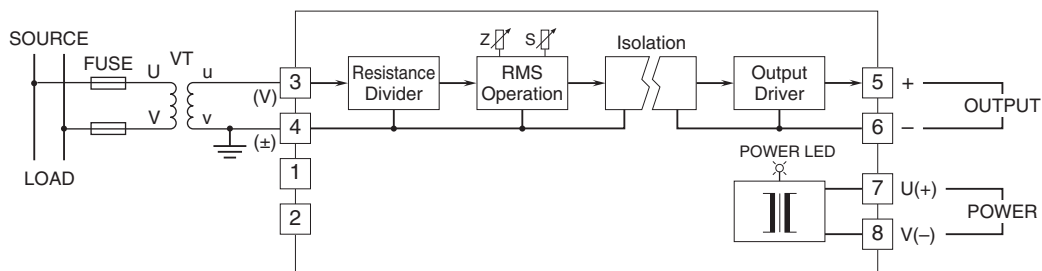 SOURCE
FUSE
VT
U
u
V
v
LOAD
3
(V)
4
(±)
1
2
Resistance
Divider
Z
S
RMS
Operation
Isolation
Output
Driver
5
+
6
–
OUTPUT
POWER LED
7
U(+)
8
V(–)
POWER